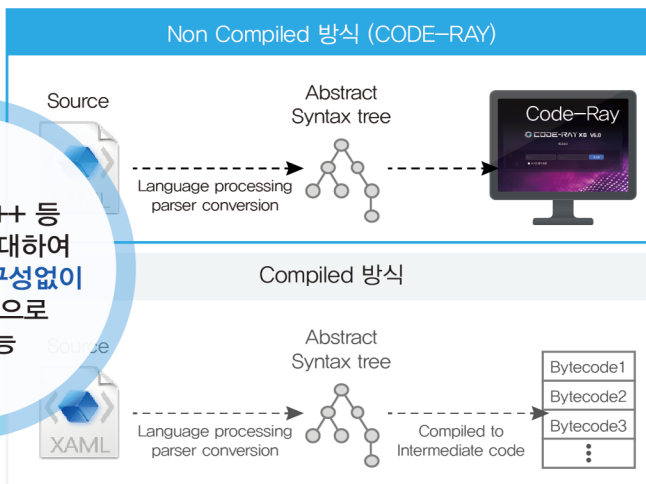 Non Compiled 방식 (CODE-RAY)
Source
Abstract
Syntax tree
Language processing
parser conversion
Code-Ray
CODE-RAY XG V6.0
++ 등
대하여
구성없이
으로
능
Compiled 방식
Source
XAML
Abstract
Syntax tree
Language processing
parser conversion
Compiled to
Intermediate code
Bytecode1
Bytecode2
Bytecode3